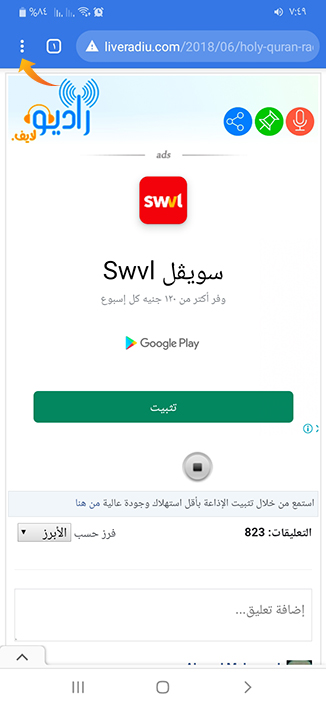 ٧:٤٩
٪٨٤
١
liveradiu.com/2018/06/holy-quran-ra
راديو
لايف.
ads
swvl
سويڤل Swvl
وفر أكثر من ١٢٠ جنيه كل إسبوع
Google Play
تثبيت
استمع من خلال تثبيت الإذاعة بأقل استهلاك وجودة عالية من هنا
التعليقات: 823
فرز حسب الأبرز
إضافة تعليق...